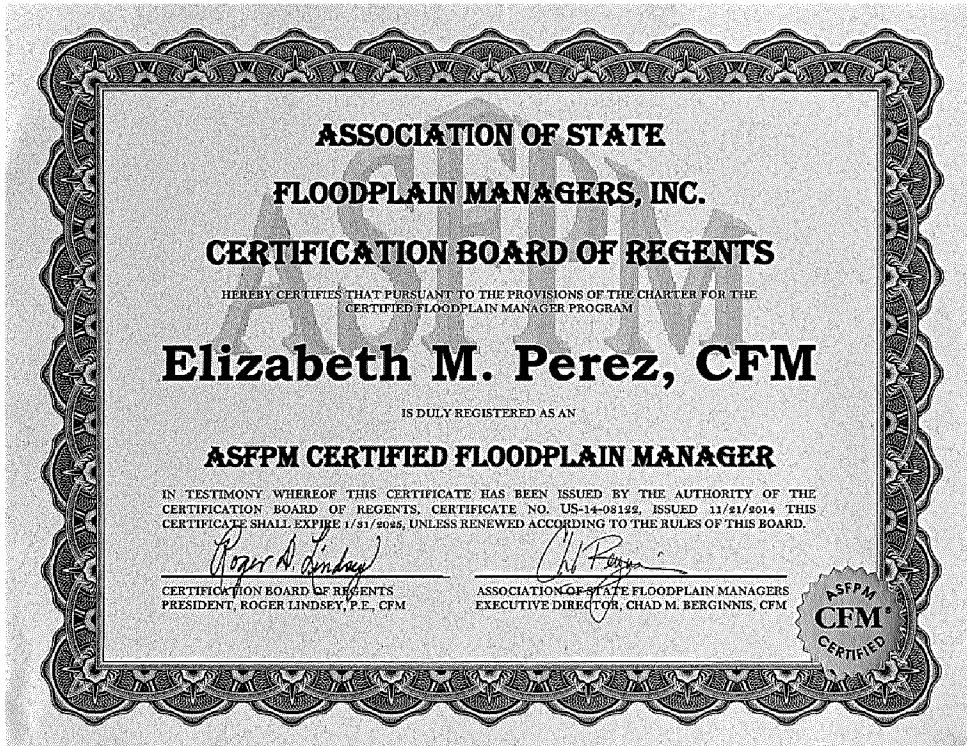 ASSOCIATION OF STATE
FLOODPLAIN MANAGERS, INC.
CERTIFICATION BOARD OF REGENTS
HEREBY CERTIFIES THAT PURSUANT TO THE PROVISIONS OF THE CHARTER FOR THE
CERTIFIED FLOODPLAIN MANAGER PROGRAM
ASFPM
Elizabeth M. Perez, CFM
IS DULY REGISTERED AS AN
ASFPM CERTIFIED FLOODPLAIN MANAGER
IN TESTIMONY WHEREOF THIS CERTIFICATE HAS BEEN ISSUED BY THE AUTHORITY OF THE
CERTIFICATION BOARD OF REGENTS, CERTIFICATE NO. US-14-08122, ISSUED 11/21/2014 THIS
CERTIFICATE SHALL EXPIRE 1/31/2025, UNLESS RENEWED ACCORDING TO THE RULES OF THIS BOARD.
Roger D. Lindsey
CERTIFICATION BOARD OF REGENTS
PRESIDENT, ROGER LINDSEY, P.E., CFM
ASSOCIATION OF STATE FLOODPLAIN MANAGERS
EXECUTIVE DIRECTOR, CHAD M. BERGINNIS, CFM
ASFPM
CFM®
CERTIFIED